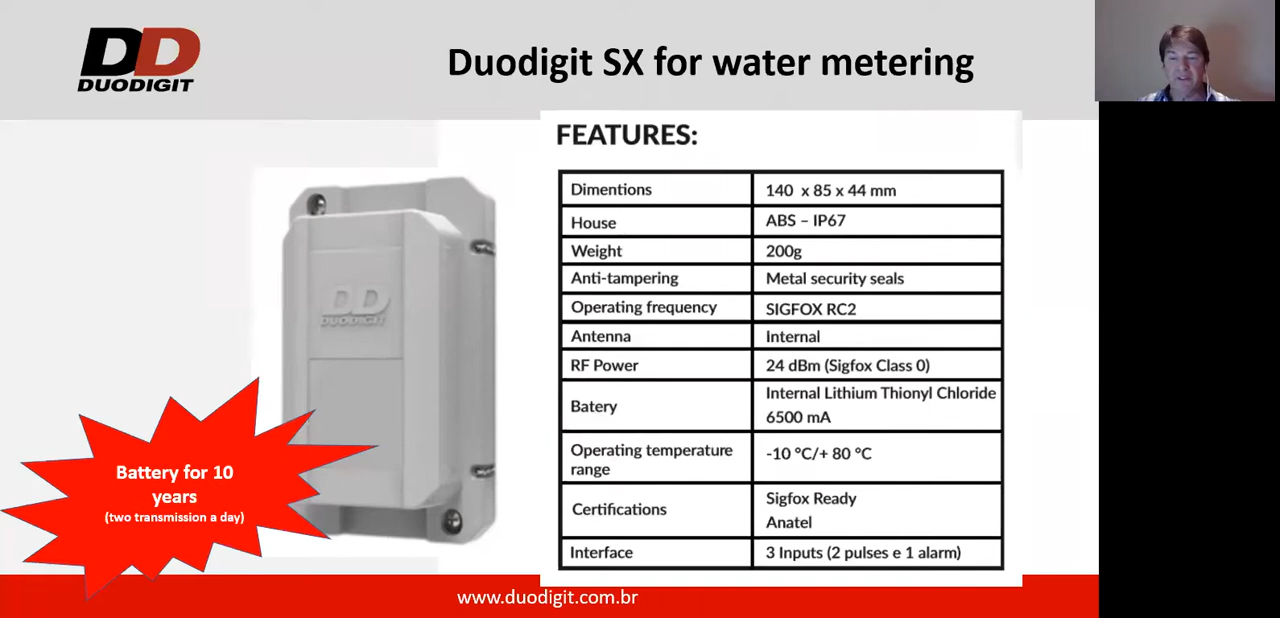 DD
DUODIGIT
Duodigit SX for water metering
FEATURES:
Dimentions 140 x 85 x 44 mm
House ABS – IP67
Weight 200g
Anti-tampering Metal security seals
Operating frequency SIGFOX RC2
Antenna Internal
RF Power 24 dBm (Sigfox Class 0)
Batery Internal Lithium Thionyl Chloride
6500 mA
Operating temperature
range
-10 °C/+ 80 °C
Certifications Sigfox Ready
Anatel
Interface 3 Inputs (2 pulses e 1 alarm)
DD
DUODIGIT
Battery for 10
years
(two transmission a day)
www.duodigit.com.br